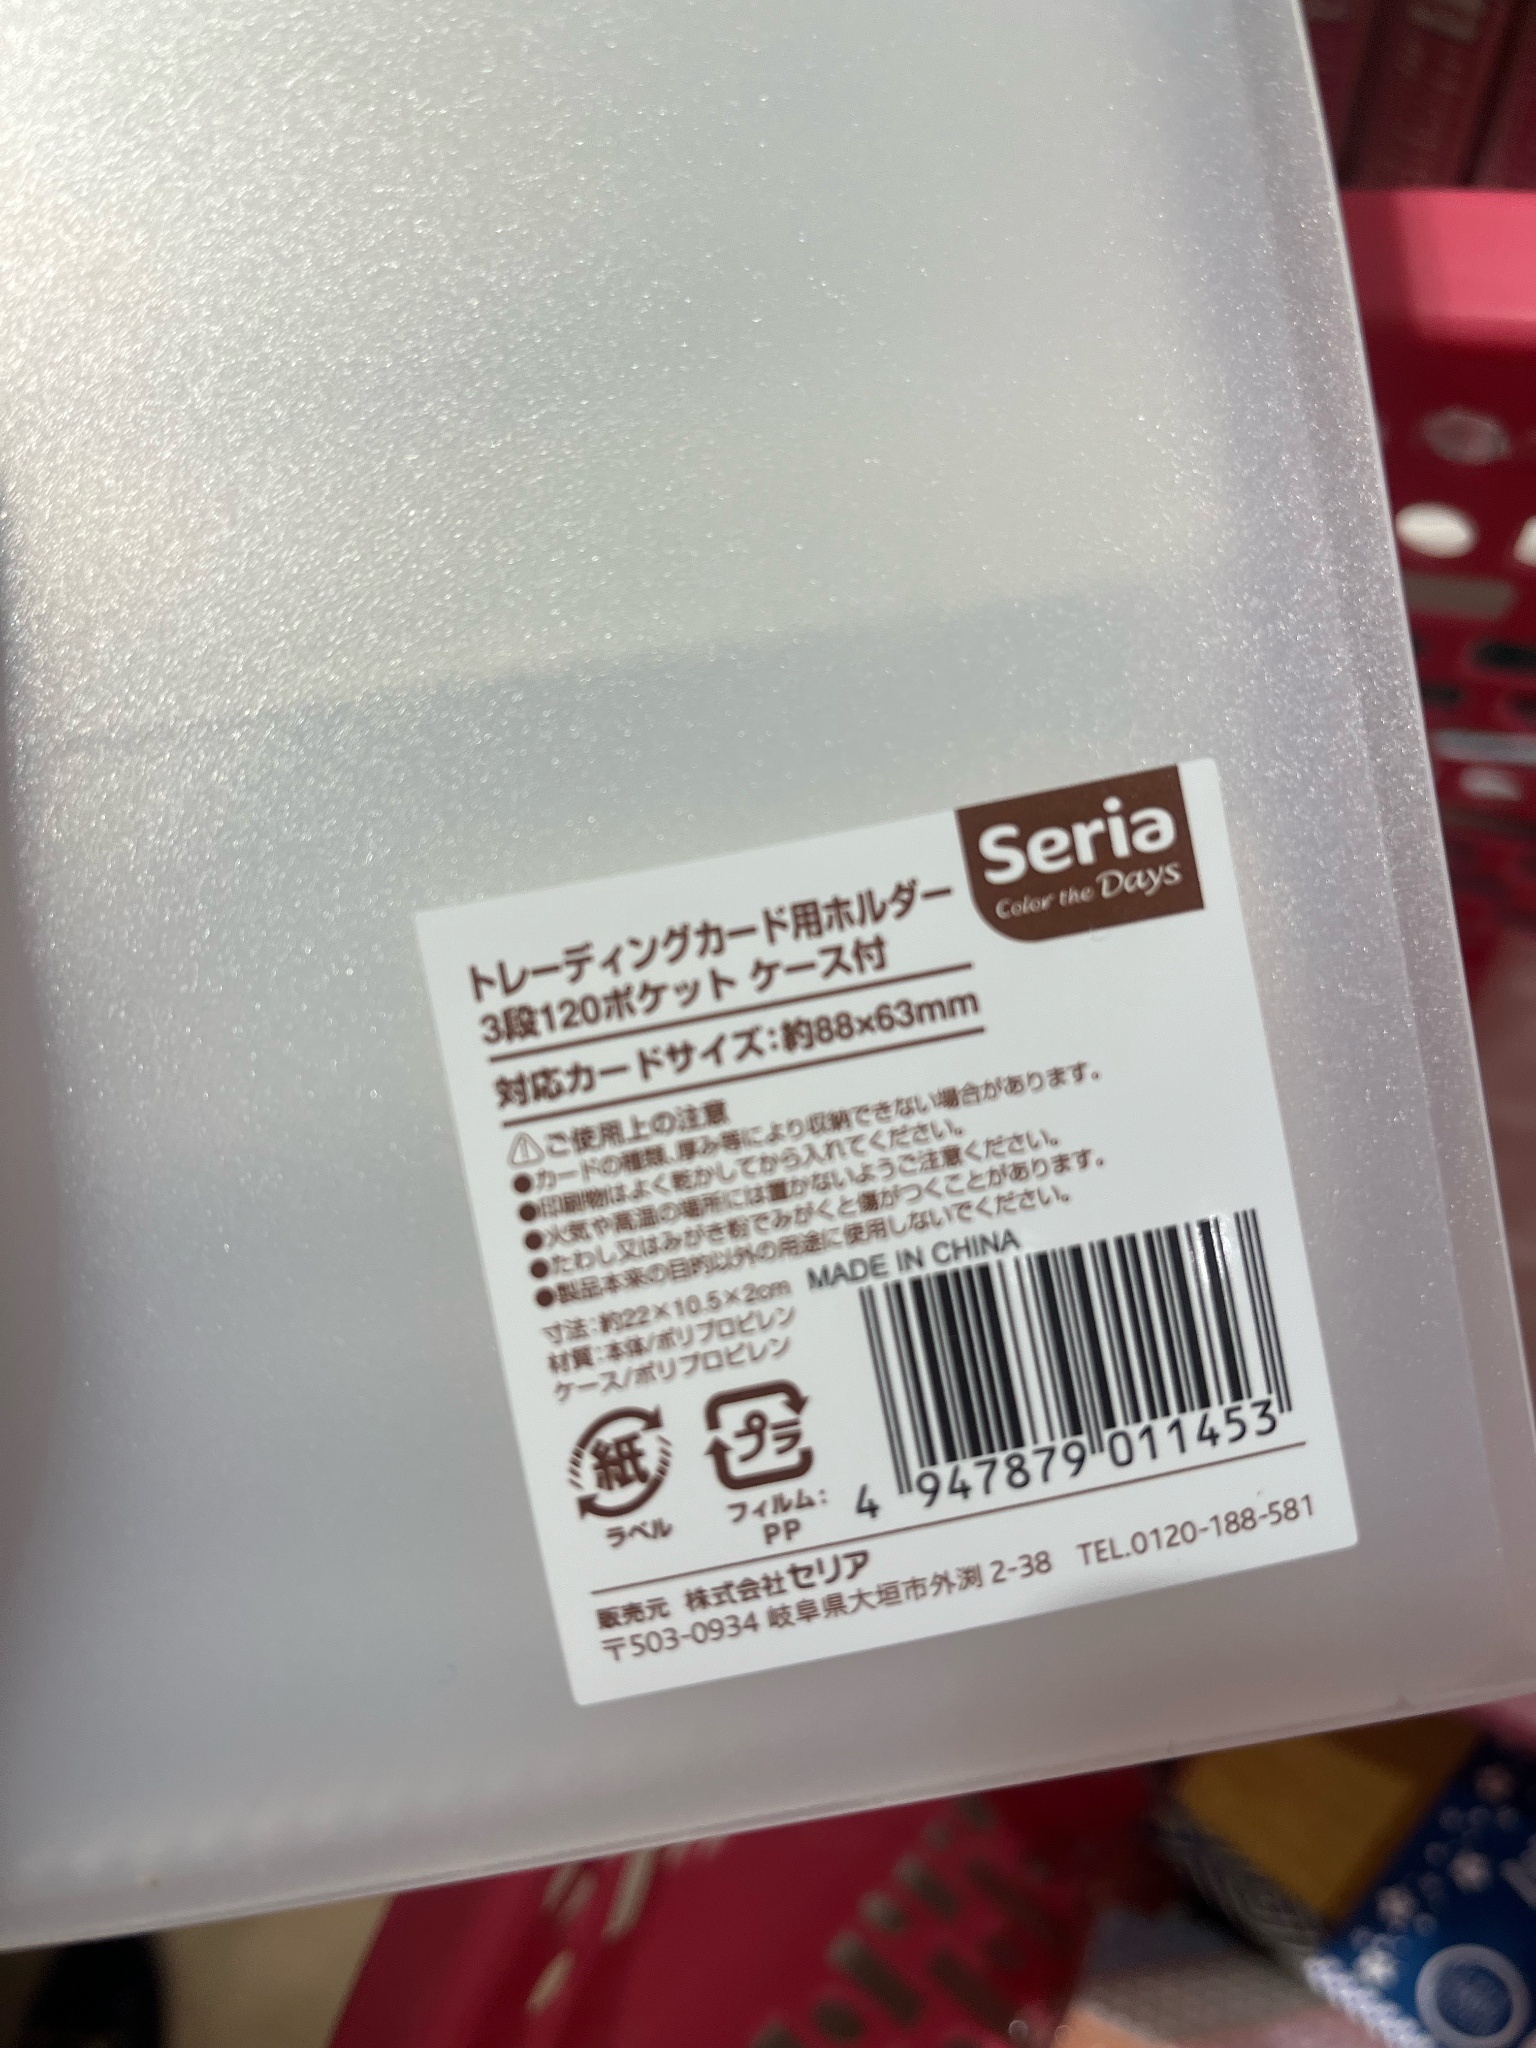 Seria
Color the Days
トレーディングカード用ホルダー
3段120ポケット ケース付
対応カードサイズ：約88×63mm
⚠ご使用上の注意
●カードの種類、厚み等により収納できない場合があります。
●印刷物はよく乾かしてから入れてください。
●火気や高温の場所には置かないようご注意ください。
●たわし又はみがき粉でみがくと傷がつくことがあります。
●製品本来の目的以外の用途に使用しないでください。
寸法：約22×10.5×2cm
MADE IN CHINA
材質：本体/ポリプロピレン
ケース/ポリプロピレン
紙
ラベル
プラ
フィルム：
PP
4 947879 011453
販売元 株式会社セリア
〒503-0934 岐阜県大垣市外渕 2-38 TEL.0120-188-581